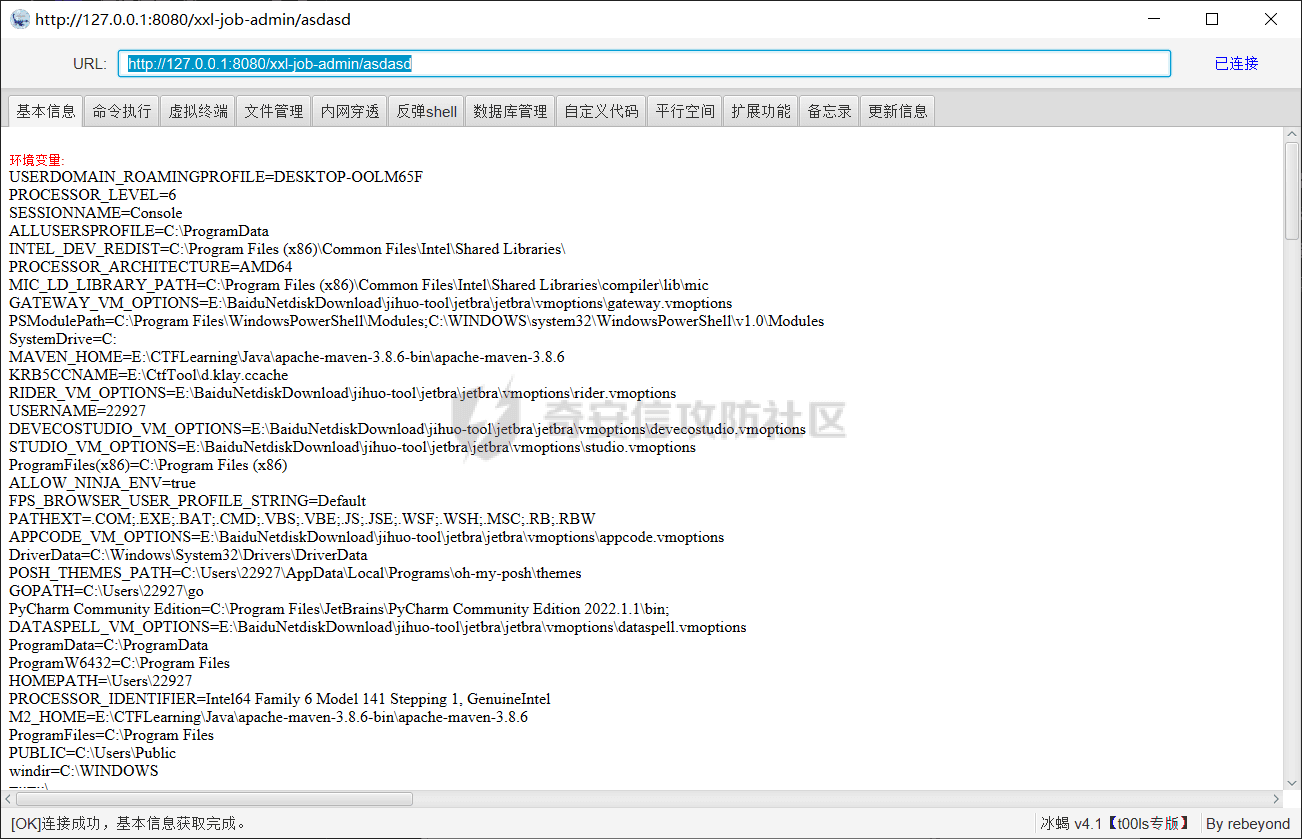 http://127.0.0.1:8080/xxl-job-admin/asdasd
URL: http://127.0.0.1:8080/xxl-job-admin/asdasd 已连接
基本信息 命令执行 虚拟终端 文件管理 内网穿透 反弹shell 数据库管理 自定义代码 平行空间 扩展功能 备忘录 更新信息
环境变量:
USERDOMAIN_ROAMINGPROFILE=DESKTOP-OOLM65F
PROCESSOR_LEVEL=6
SESSIONNAME=Console
ALLUSERSPROFILE=C:\ProgramData
INTEL_DEV_REDIST=C:\Program Files (x86)\Common Files\Intel\Shared Libraries\
PROCESSOR_ARCHITECTURE=AMD64
MIC_LD_LIBRARY_PATH=C:\Program Files (x86)\Common Files\Intel\Shared Libraries\compiler\lib\mic
GATEWAY_VM_OPTIONS=E:\BaiduNetdiskDownload\jihuo-tool\jetbra\jetbra\vmoptions\gateway.vmoptions
PSModulePath=C:\Program Files\WindowsPowerShell\Modules;C:\WINDOWS\system32\WindowsPowerShell\v1.0\Modules
SystemDrive=C:
MAVEN_HOME=E:\CTFLearning\Java\apache-maven-3.8.6-bin\apache-maven-3.8.6
KRB5CCNAME=E:\CtfTool\d.klay.ccache
RIDER_VM_OPTIONS=E:\BaiduNetdiskDownload\jihuo-tool\jetbra\jetbra\vmoptions\rider.vmoptions
USERNAME=22927
DEVECOSTUDIO_VM_OPTIONS=E:\BaiduNetdiskDownload\jihuo-tool\jetbra\jetbra\vmoptions\devecostudio.vmoptions
STUDIO_VM_OPTIONS=E:\BaiduNetdiskDownload\jihuo-tool\jetbra\jetbra\vmoptions\studio.vmoptions
ProgramFiles(x86)=C:\Program Files (x86)
ALLOW_NINJA_ENV=true
FPS_BROWSER_USER_PROFILE_STRING=Default
PATHEXT=.COM;.EXE;.BAT;.CMD;.VBS;.VBE;.JS;.JSE;.WSF;.WSH;.MSC;.RB;.RBW
APPCODE_VM_OPTIONS=E:\BaiduNetdiskDownload\jihuo-tool\jetbra\jetbra\vmoptions\appcode.vmoptions
DriverData=C:\Windows\System32\Drivers\DriverData
POSH_THEMES_PATH=C:\Users\22927\AppData\Local\Programs\oh-my-posh\themes
GOPATH=C:\Users\22927\go
PyCharm Community Edition=C:\Program Files\JetBrains\PyCharm Community Edition 2022.1.1\bin;
DATASPELL_VM_OPTIONS=E:\BaiduNetdiskDownload\jihuo-tool\jetbra\jetbra\vmoptions\dataspell.vmoptions
ProgramData=C:\ProgramData
ProgramW6432=C:\Program Files
HOMEPATH=\Users\22927
PROCESSOR_IDENTIFIER=Intel64 Family 6 Model 141 Stepping 1, GenuineIntel
M2_HOME=E:\CTFLearning\Java\apache-maven-3.8.6-bin\apache-maven-3.8.6
ProgramFiles=C:\Program Files
PUBLIC=C:\Users\Public
windir=C:\WINDOWS
奇安信攻防社区
[OK]连接成功，基本信息获取完成。 冰蝎 v4.1【t00ls专版】 By rebeyond